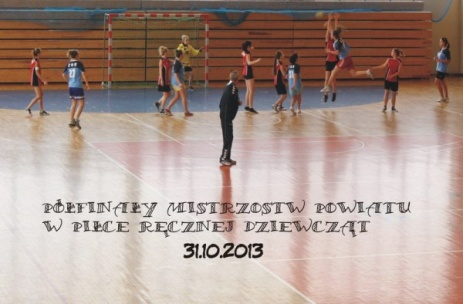 PÓŁFINAŁY MISTRZOSTW POWIATU
W PIŁCE RĘCZNEJ DZIEWCZĄT
31.10.2013